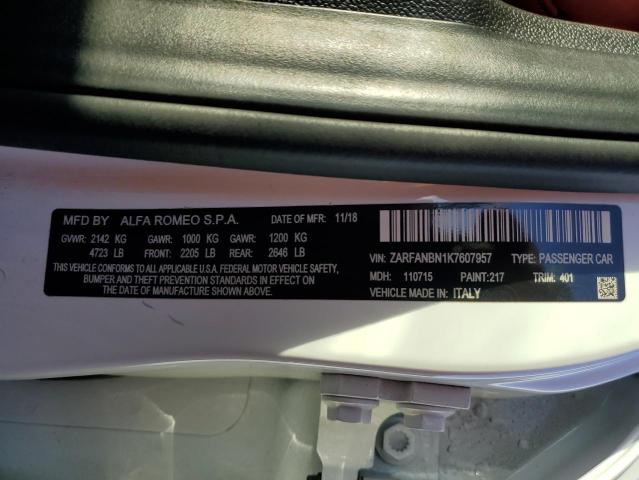 MFD BY ALFA ROMEO S.P.A. DATE OF MFR: 11/18
GVWR: 2142 KG GAWR: 1000 KG GAWR: 1200 KG
4723 LB FRONT: 2205 LB REAR: 2646 LB
THIS VEHICLE CONFORMS TO ALL APPLICABLE U.S.A. FEDERAL MOTOR VEHICLE SAFETY,
BUMPER AND THEFT PREVENTION STANDARDS IN EFFECT ON
THE DATE OF MANUFACTURE SHOWN ABOVE.
VIN: ZARFANBN1K7607957 TYPE: PASSENGER CAR
MDH: 110715 PAINT:217 TRIM: 401
VEHICLE MADE IN: ITALY